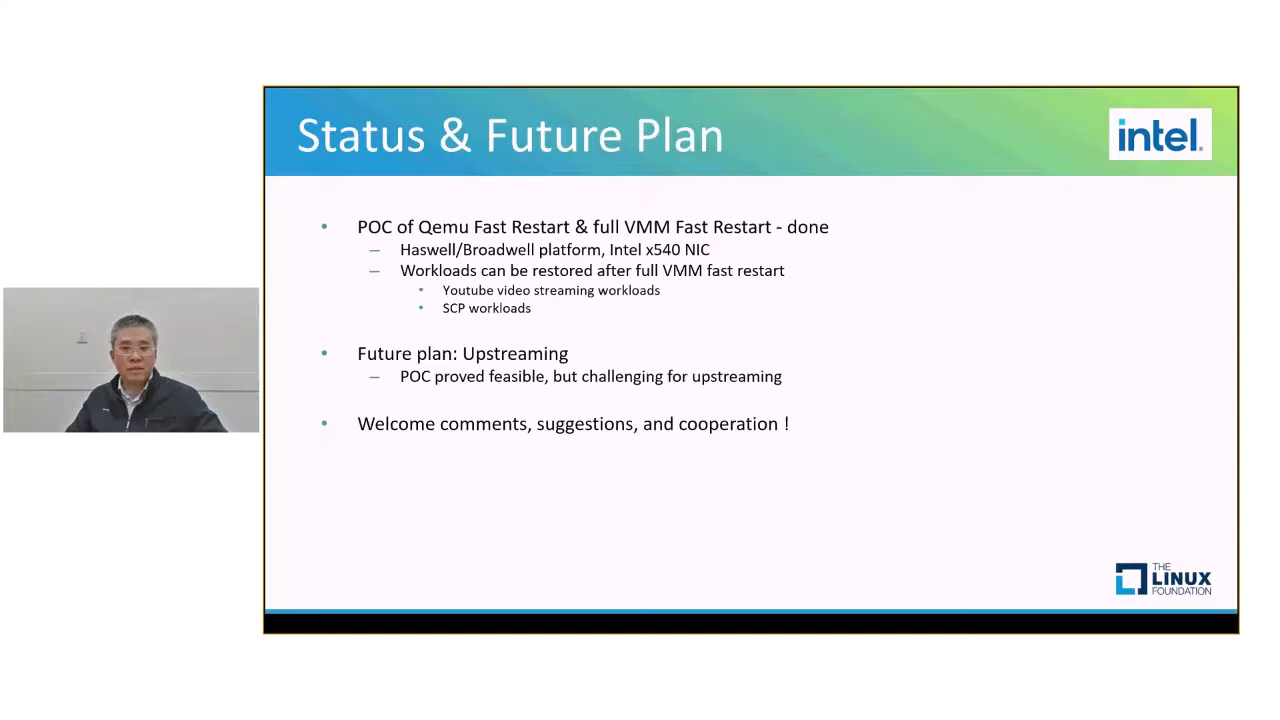 Status & Future Plan
intel.
• POC of Qemu Fast Restart & full VMM Fast Restart - done
– Haswell/Broadwell platform, Intel x540 NIC
– Workloads can be restored after full VMM fast restart
• Youtube video streaming workloads
• SCP workloads
• Future plan: Upstreaming
– POC proved feasible, but challenging for upstreaming
• Welcome comments, suggestions, and cooperation !
THE
LINUX
FOUNDATION